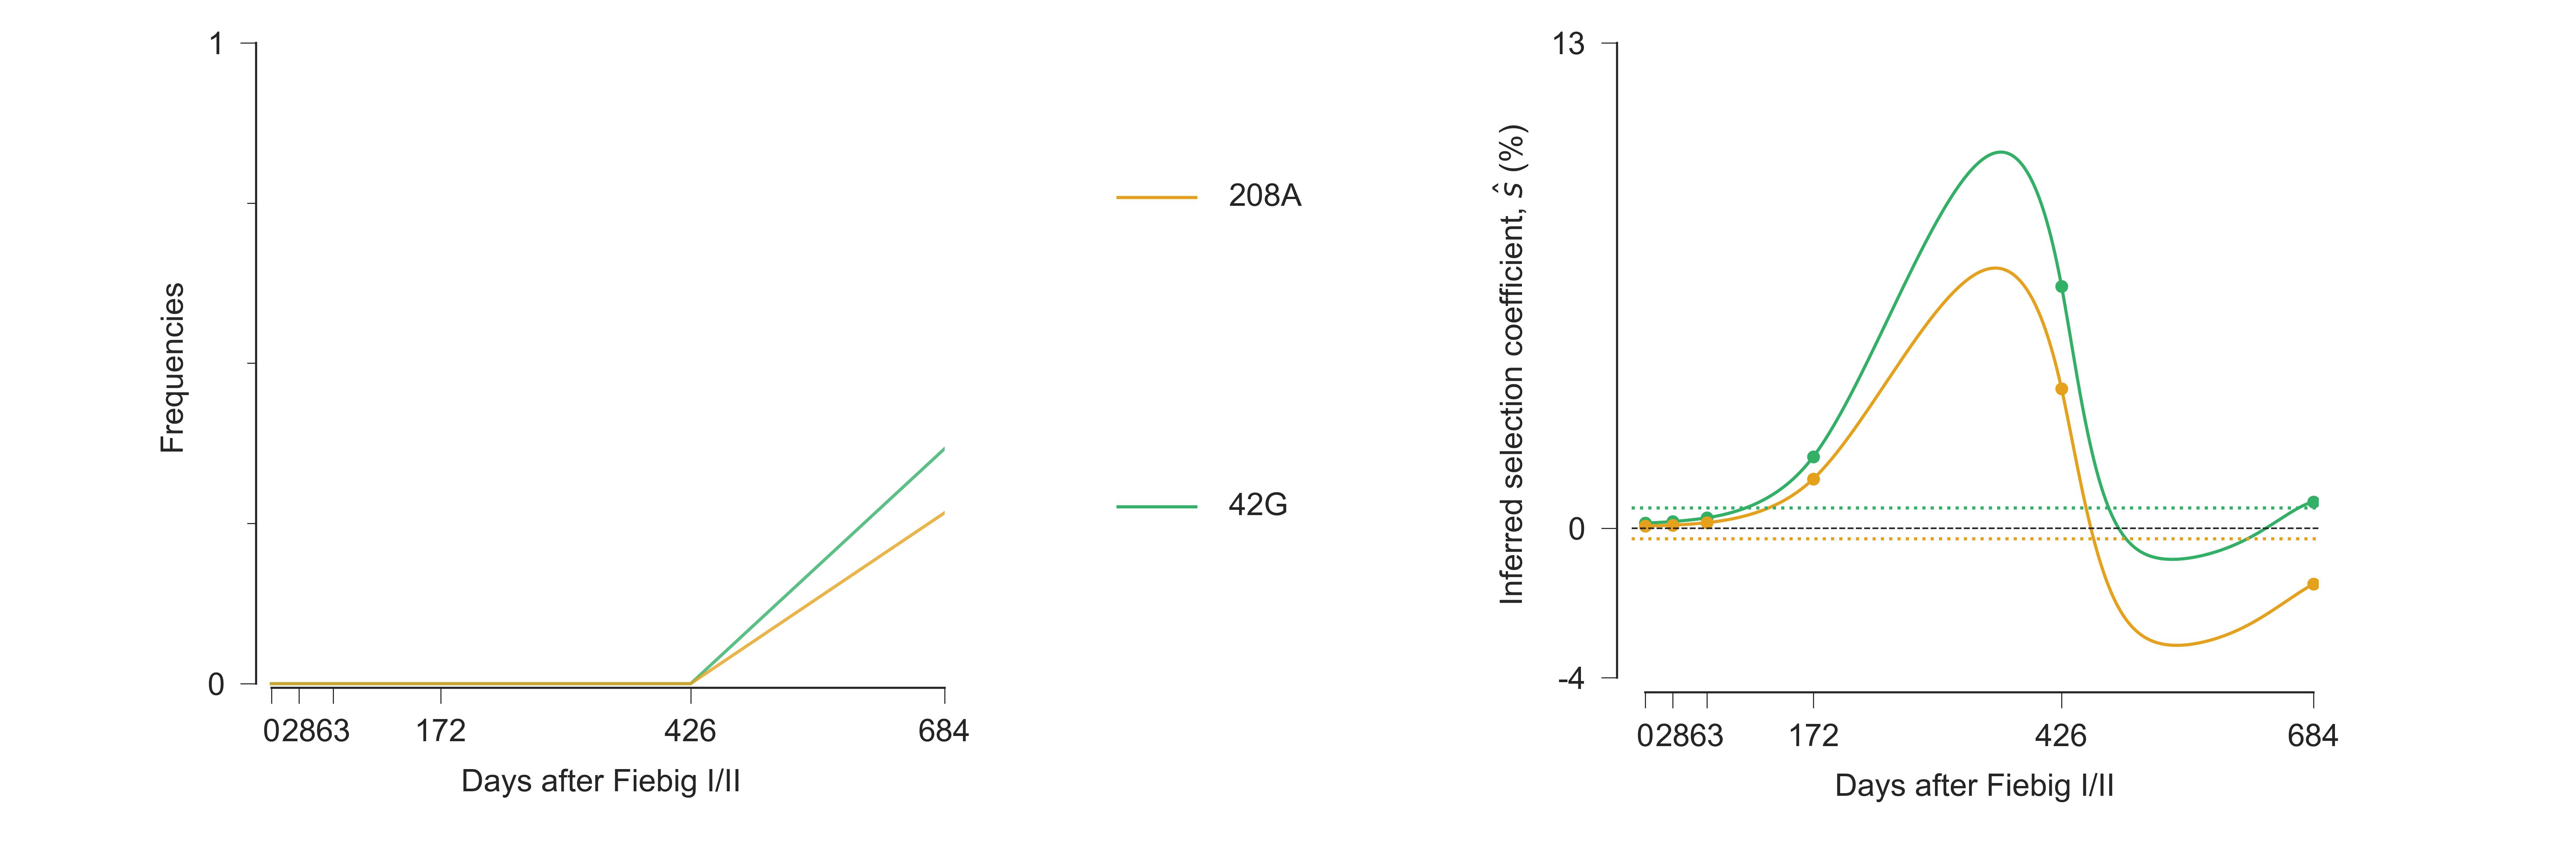 1
Frequencies
0
0 28 63 172 426 684
Days after Fiebig I/II
208A
42G
13
Inferred selection coefficient, ŝ (%)
0
-4
0 28 63 172 426 684
Days after Fiebig I/II